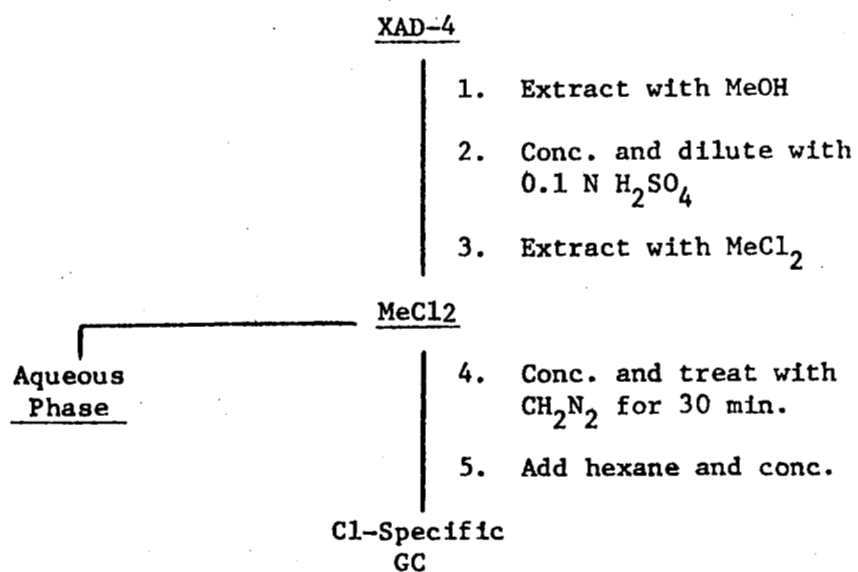 XAD-4
1. Extract with MeOH
2. Conc. and dilute with
0.1 N H2SO4
3. Extract with MeCl2
MeCl2
Aqueous
Phase
4. Conc. and treat with
CH2N2 for 30 min.
5. Add hexane and conc.
Cl-Specific
GC